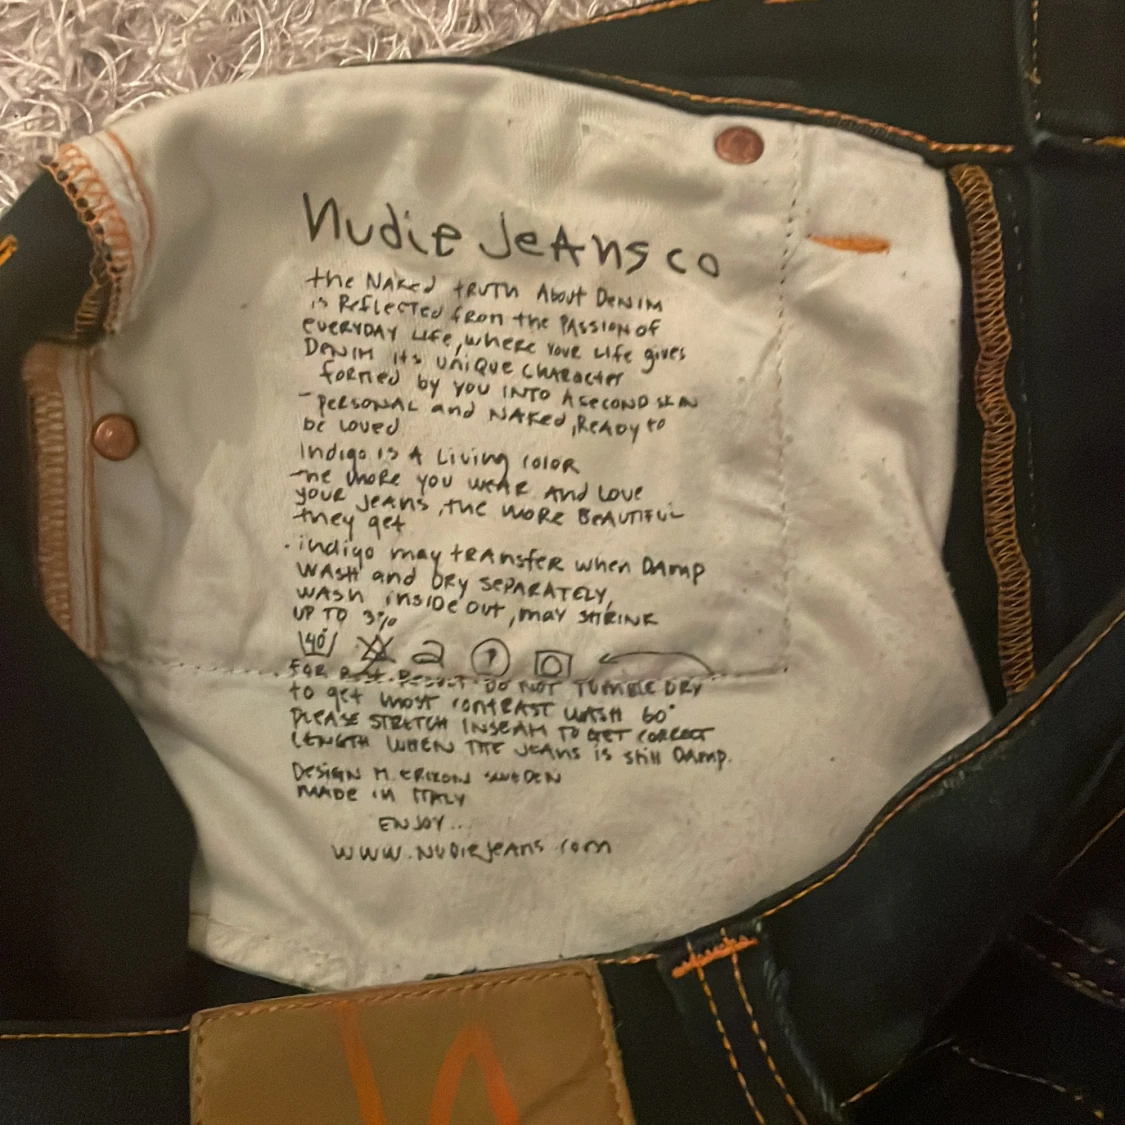 Nudie Jeans co
the Naked truth About Denim
is Reflected from the Passion of
everyday Life, where your Life gives
Denim its unique character
formed by you into A second skin
- personal and Naked, Ready to
be loved
Indigo is A Living color
The more you wear And Love
your Jeans, the more Beautiful
they get
. indigo may transfer when Damp
Wash and Dry separately,
Wash inside out, may shrink
up to 3%
40°
For Best Result Do Not Tumble Dry
to get most contrast wash 60°
Please stretch inseam to get correct
length when the Jeans is still Damp.
Design M. Erixon Sweden
Made in Italy
Enjoy...
www.Nudiejeans.com